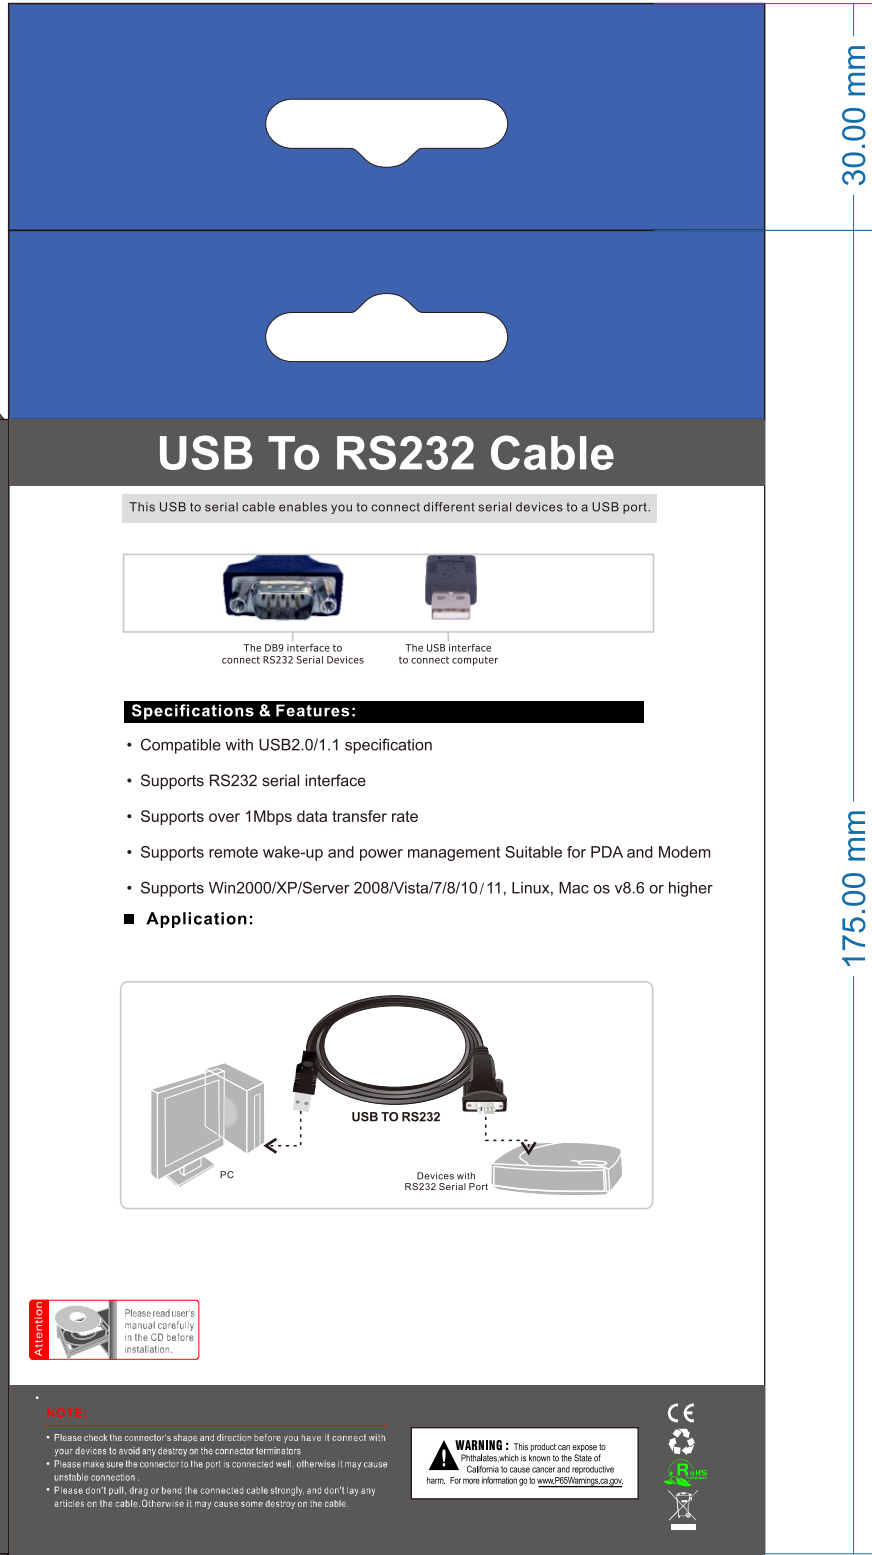 30.00 mm
USB To RS232 Cable
This USB to serial cable enables you to connect different serial devices to a USB port.
The DB9 interface to
connect RS232 Serial Devices
The USB interface
to connect computer
Specifications & Features:
• Compatible with USB2.0/1.1 specification
• Supports RS232 serial interface
• Supports over 1Mbps data transfer rate
• Supports remote wake-up and power management Suitable for PDA and Modem
• Supports Win2000/XP/Server 2008/Vista/7/8/10/11, Linux, Mac os v8.6 or higher
■ Application:
175.00 mm
USB TO RS232
PC
Devices with
RS232 Serial Port
Attention
Please read user's
manual carefully
in the CD before
installation.
NOTE:
• Please check the connector's shape and direction before you have it connect with
your devices to avoid any destroy on the connector terminators
• Please make sure the connector to the port is connected well, otherwise it may cause
unstable connection .
• Please don't pull, drag or bend the connected cable strongly, and don't lay any
articles on the cable.Otherwise it may cause some destroy on the cable.
WARNING : This product can expose to
Phthalates,which is known to the State of
California to cause cancer and reproductive
harm. For more information go to www.P65Warnings.ca.gov.
CE
RoHS